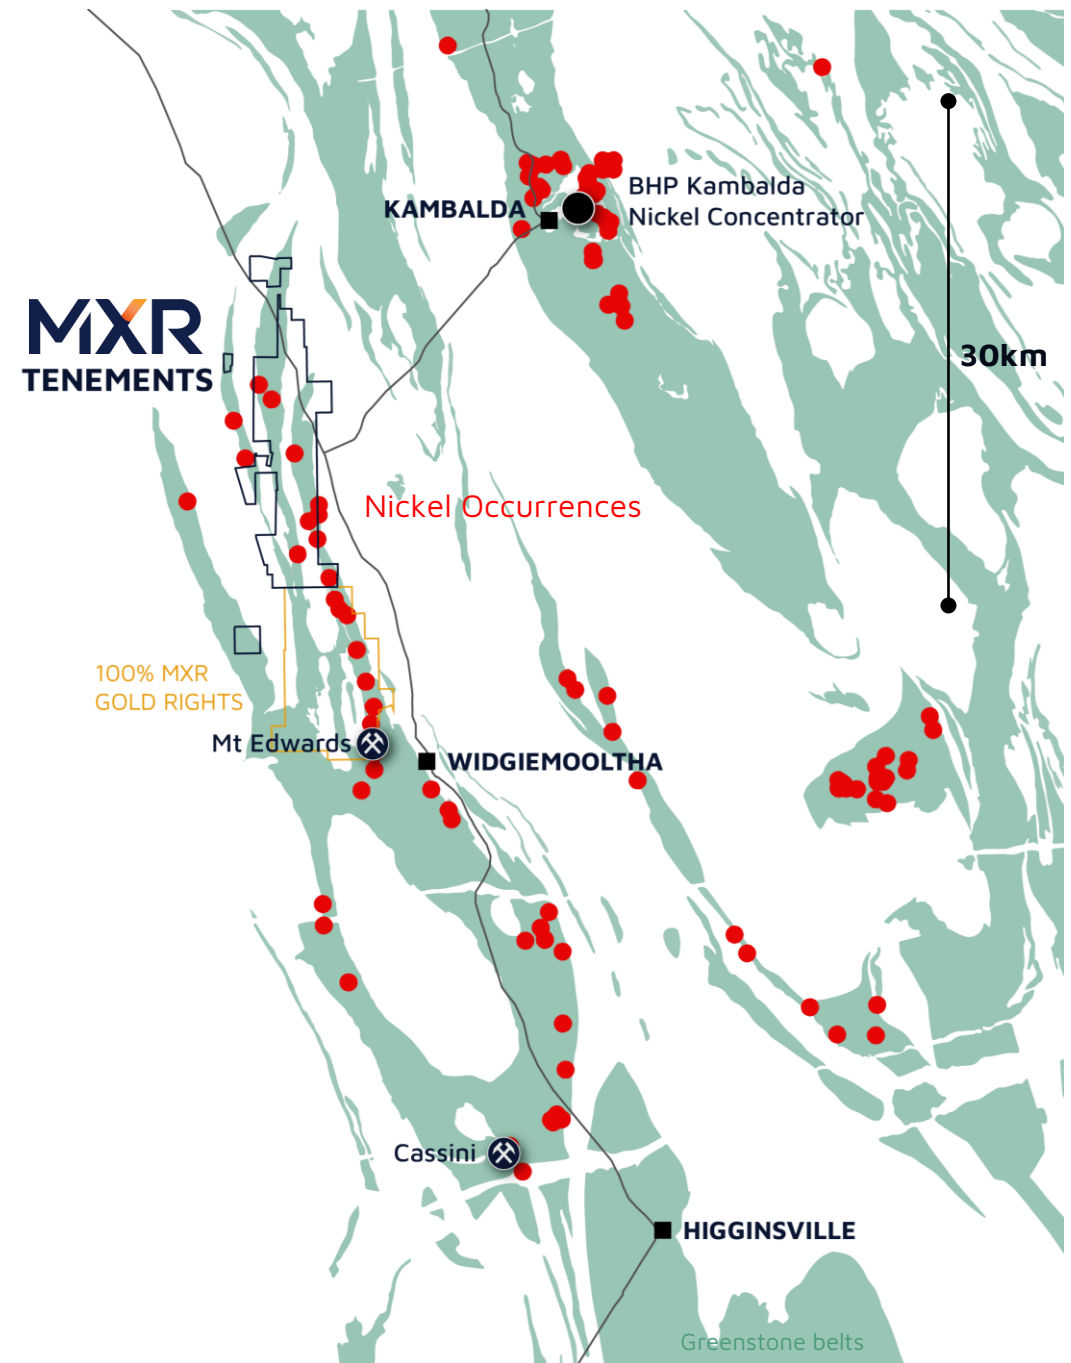 KAMBALDA
BHP Kambalda
Nickel Concentrator
MXR
TENEMENTS
30km
Nickel Occurrences
100% MXR
GOLD RIGHTS
Mt Edwards
WIDGIEMOOLTHA
Cassini
HIGGINSVILLE
Greenstone belts